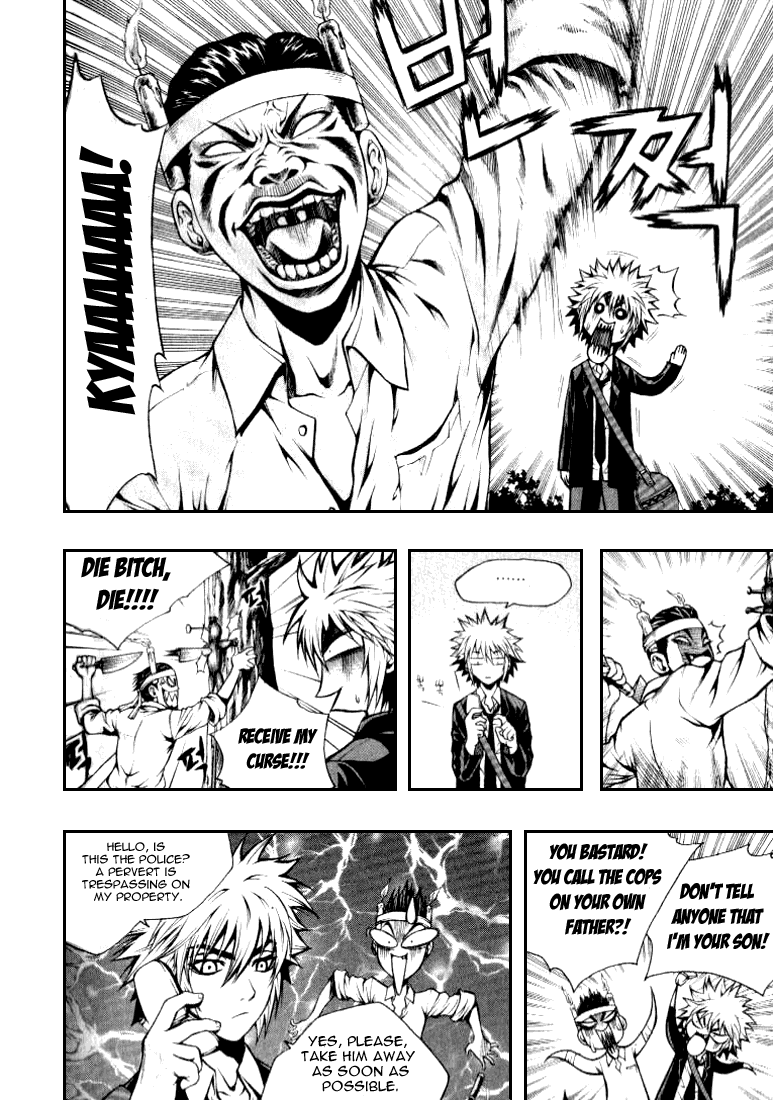 KYAAAAAAA!
번
쩍
DIE BITCH,
DIE!!!!
RECEIVE MY
CURSE!!!
......
HELLO, IS
THIS THE POLICE?
A PERVERT IS
TRESPASSING ON
MY PROPERTY.
YES, PLEASE,
TAKE HIM AWAY
AS SOON AS
POSSIBLE.
YOU BASTARD!
YOU CALL THE COPS
ON YOUR OWN
FATHER?!
DON'T TELL
ANYONE THAT
I'M YOUR SON!